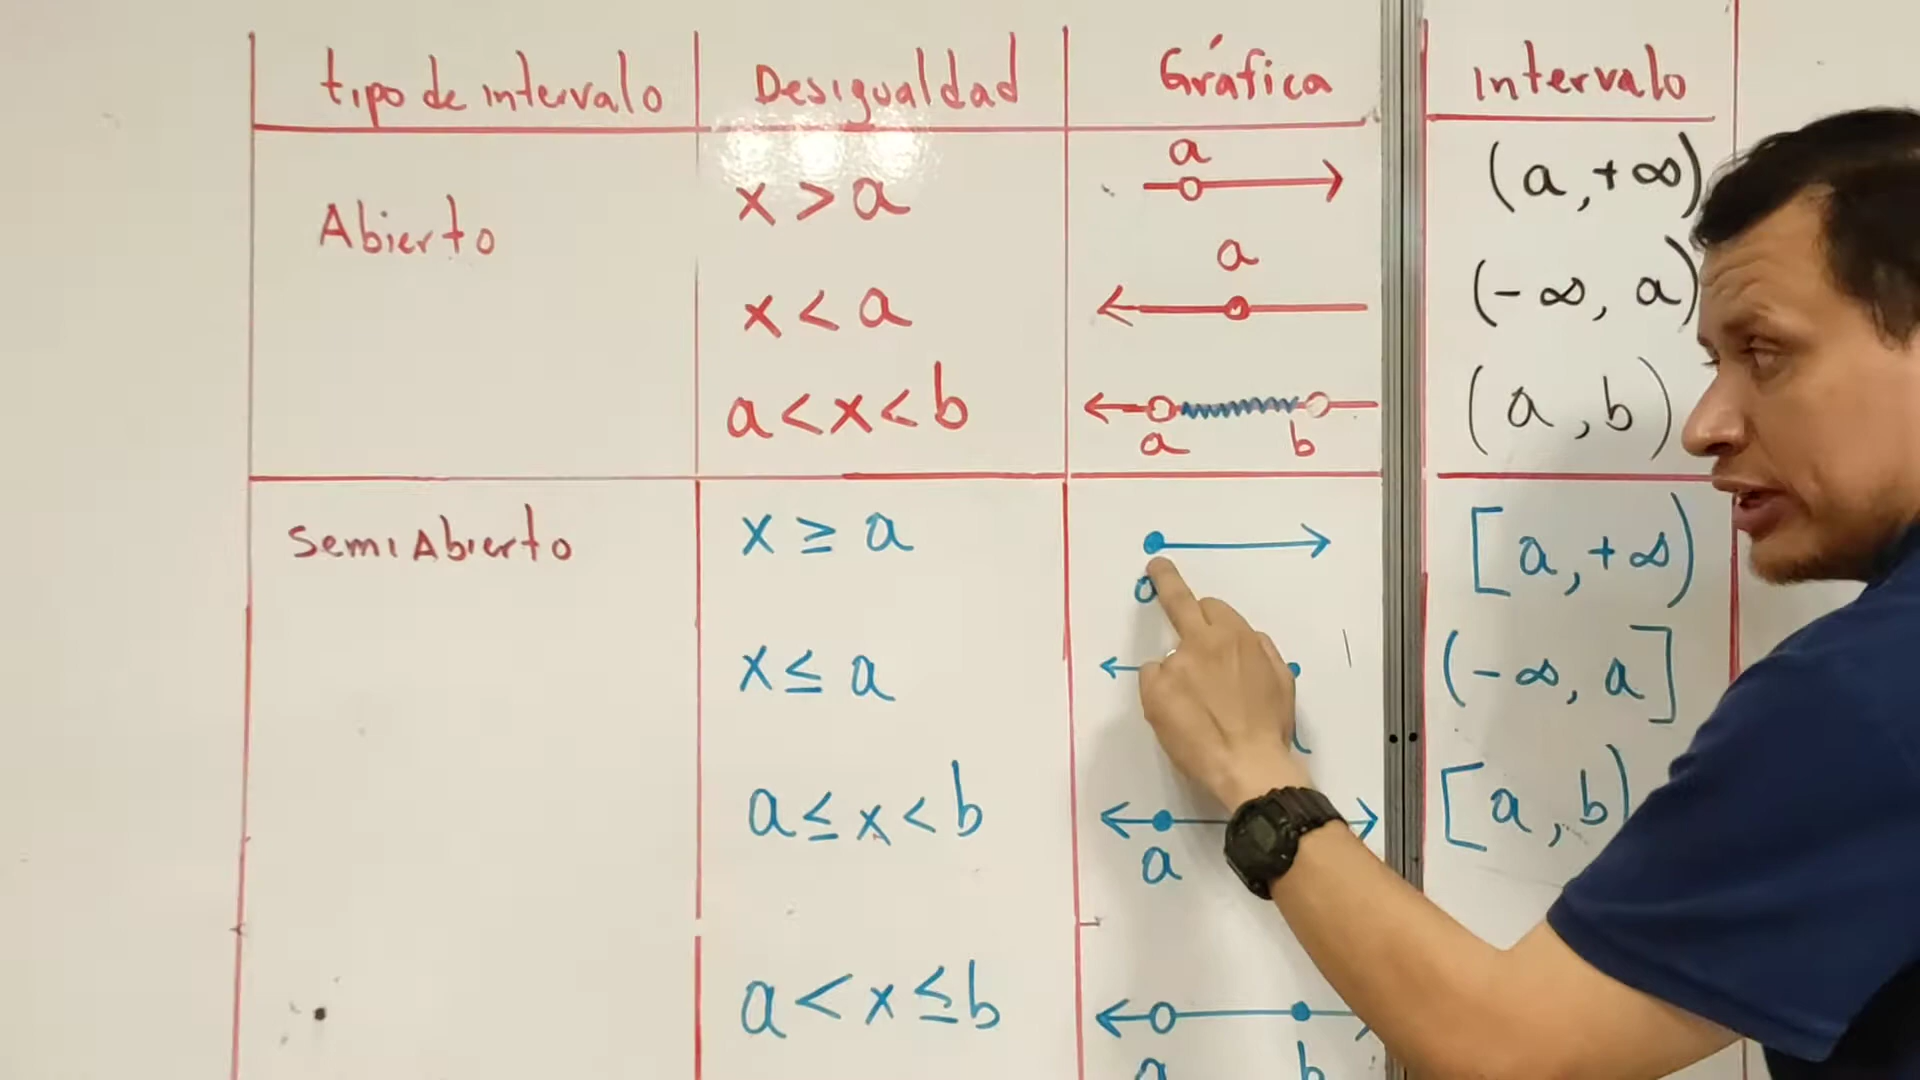 tipo de intervalo Desigualdad Gráfica Intervalo
Abierto
x > a a (a, +∞)
x < a a (-∞, a)
a < x < b a b (a, b)
SemiAbierto
x ≥ a a [a, +∞)
x ≤ a (-∞, a]
a ≤ x < b a [a, b)
a < x ≤ b a b